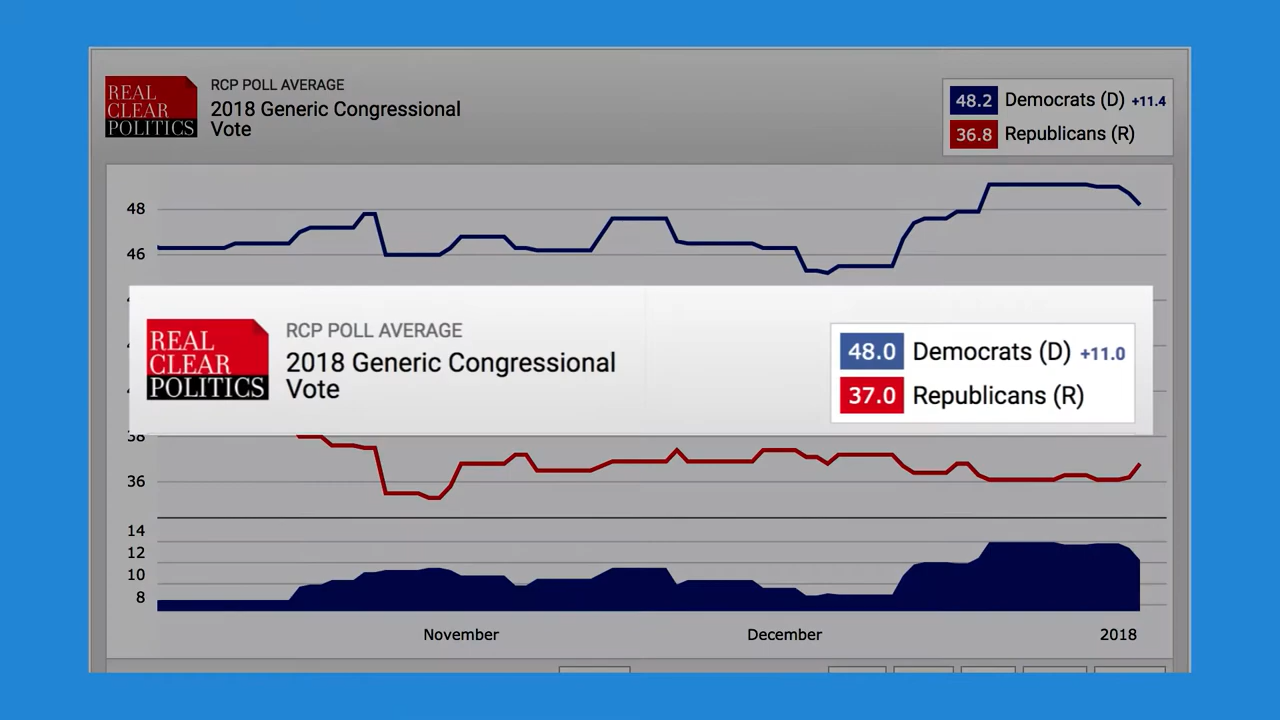 REAL
CLEAR
POLITICS
RCP POLL AVERAGE
2018 Generic Congressional
Vote
48.2 Democrats (D) +11.4
36.8 Republicans (R)
48
46
REAL
CLEAR
POLITICS
RCP POLL AVERAGE
2018 Generic Congressional
Vote
48.0 Democrats (D) +11.0
37.0 Republicans (R)
38
36
14
12
10
8
November December 2018